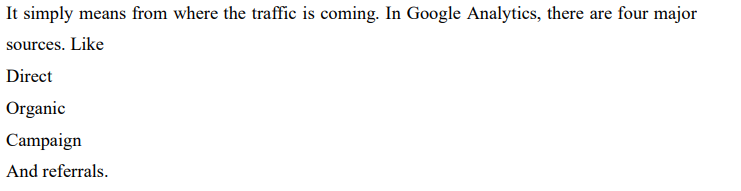 It simply means from where the traffic is coming. In Google Analytics, there are four major
sources. Like
Direct
Organic
Campaign
And referrals.